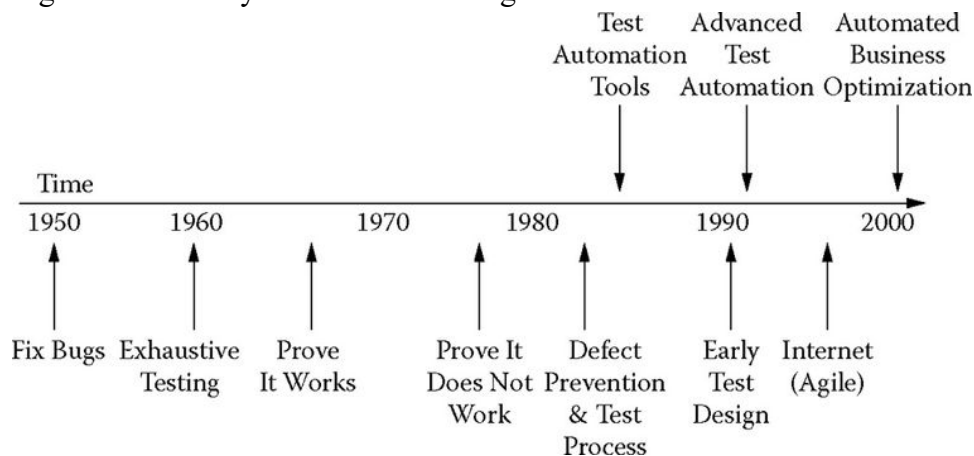 Test
Automation
Tools
Advanced
Test
Automation
Automated
Business
Optimization
Time
1950 1960 1970 1980 1990 2000
Fix Bugs
Exhaustive
Testing
Prove
It Works
Prove It
Does Not
Work
Defect
Prevention
& Test
Process
Early
Test
Design
Internet
(Agile)